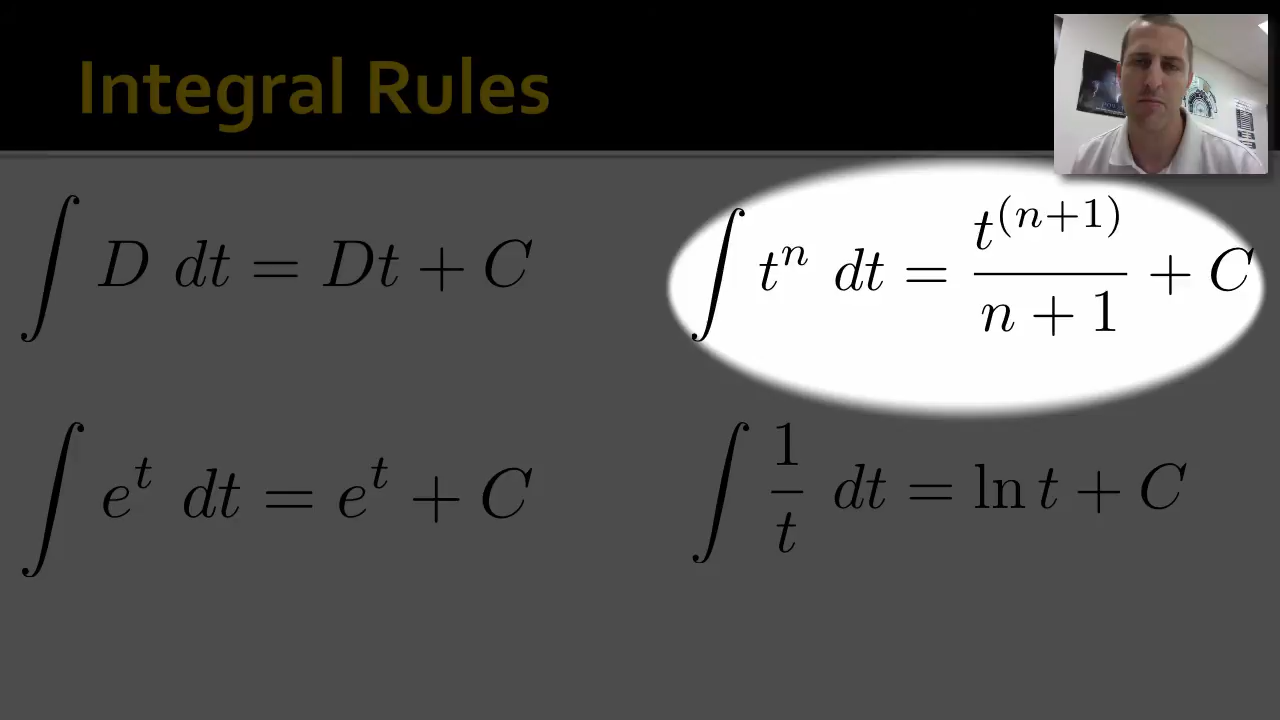 Integral Rules
∫ D dt = Dt + C
∫ tⁿ dt = t⁽ⁿ⁺¹⁾/(n + 1) + C
∫ eᵗ dt = eᵗ + C
∫ 1/t dt = ln t + C